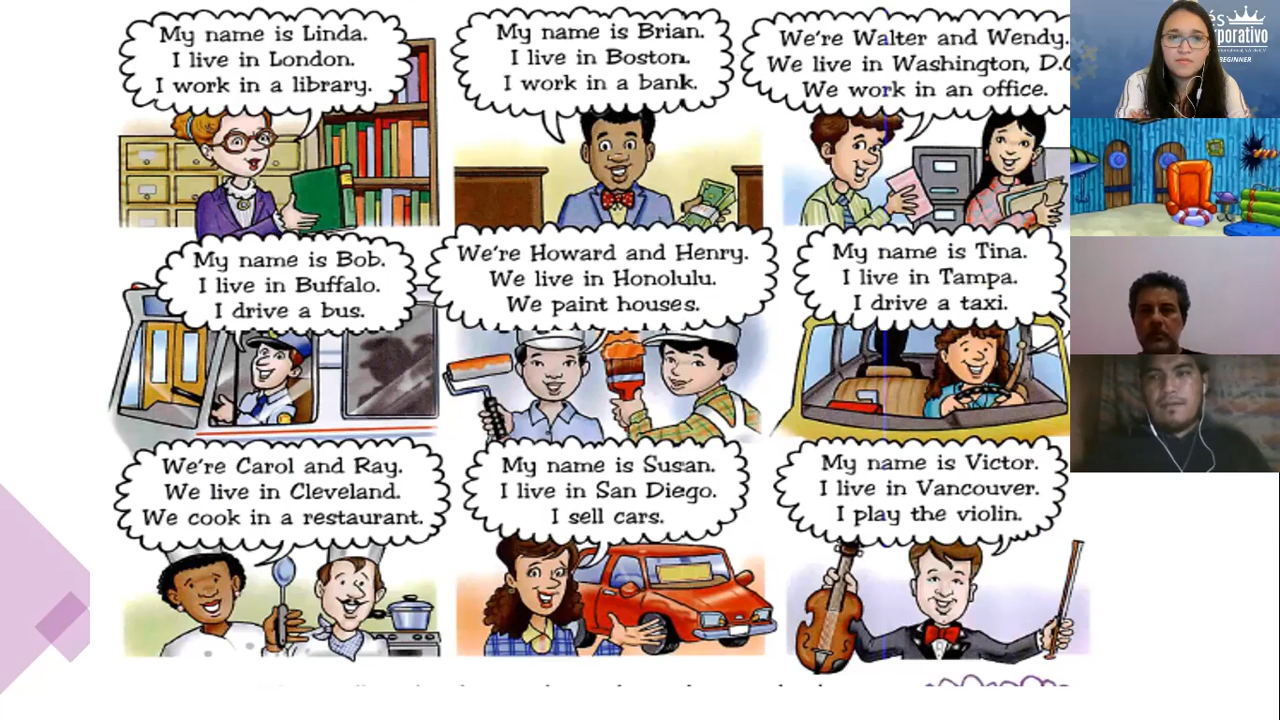 My name is Linda.
I live in London.
I work in a library.
My name is Brian.
I live in Boston.
I work in a bank.
We're Walter and Wendy.
We live in Washington, D.C
We work in an office.
My name is Bob.
I live in Buffalo.
I drive a bus.
We're Howard and Henry.
We live in Honolulu.
We paint houses.
My name is Tina.
I live in Tampa.
I drive a taxi.
We're Carol and Ray.
We live in Cleveland.
We cook in a restaurant.
My name is Susan.
I live in San Diego.
I sell cars.
My name is Victor.
I live in Vancouver.
I play the violin.
és
rporativo
BEGINNER